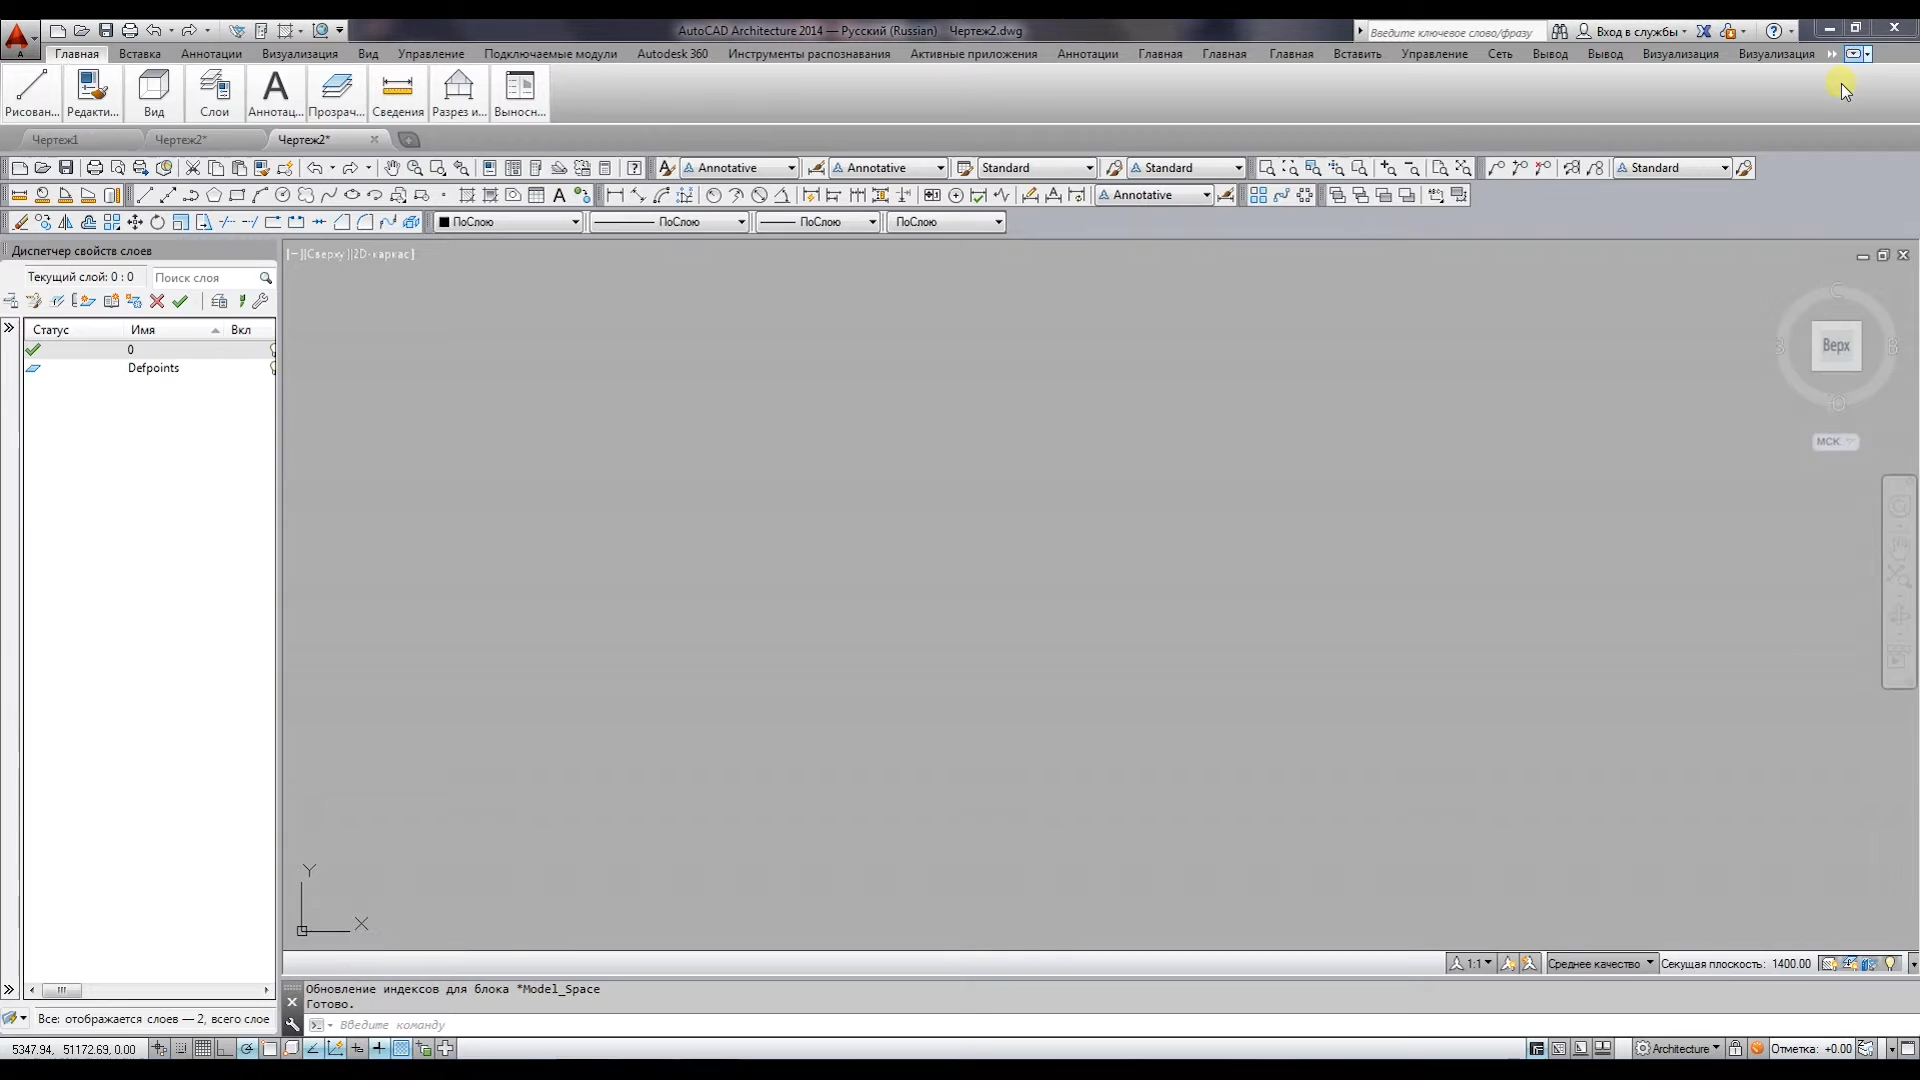 AutoCAD Architecture 2014 — Русский (Russian) Чертеж2.dwg
Введите ключевое слово/фразу
Вход в службы
Главная Вставка Аннотации Визуализация Вид Управление Подключаемые модули Autodesk 360 Инструменты распознавания Активные приложения Аннотации Главная Главная Главная Вставить Управление Сеть Вывод Вывод Визуализация Визуализация
Рисован... Редакти... Вид Слои Аннотац... Прозрач... Сведения Разрез и... Выносн...
Чертеж1 Чертеж2* Чертеж2*
Annotative Annotative Standard Standard Standard
Annotative
ПоСлою ПоСлою ПоСлою ПоСлою
Диспетчер свойств слоев
[−][Сверху][2D-каркас]
Текущий слой: 0 : 0 Поиск слоя
Статус Имя Вкл
0
Defpoints
С
З Верх В
Ю
МСК
Y
X
1:1 Среднее качество Секущая плоскость: 1400.00
Обновление индексов для блока *Model_Space
Готово.
Введите команду
Все: отображается слоев — 2, всего слое
5347.94, 51172.69, 0.00 Architecture Отметка: +0.00